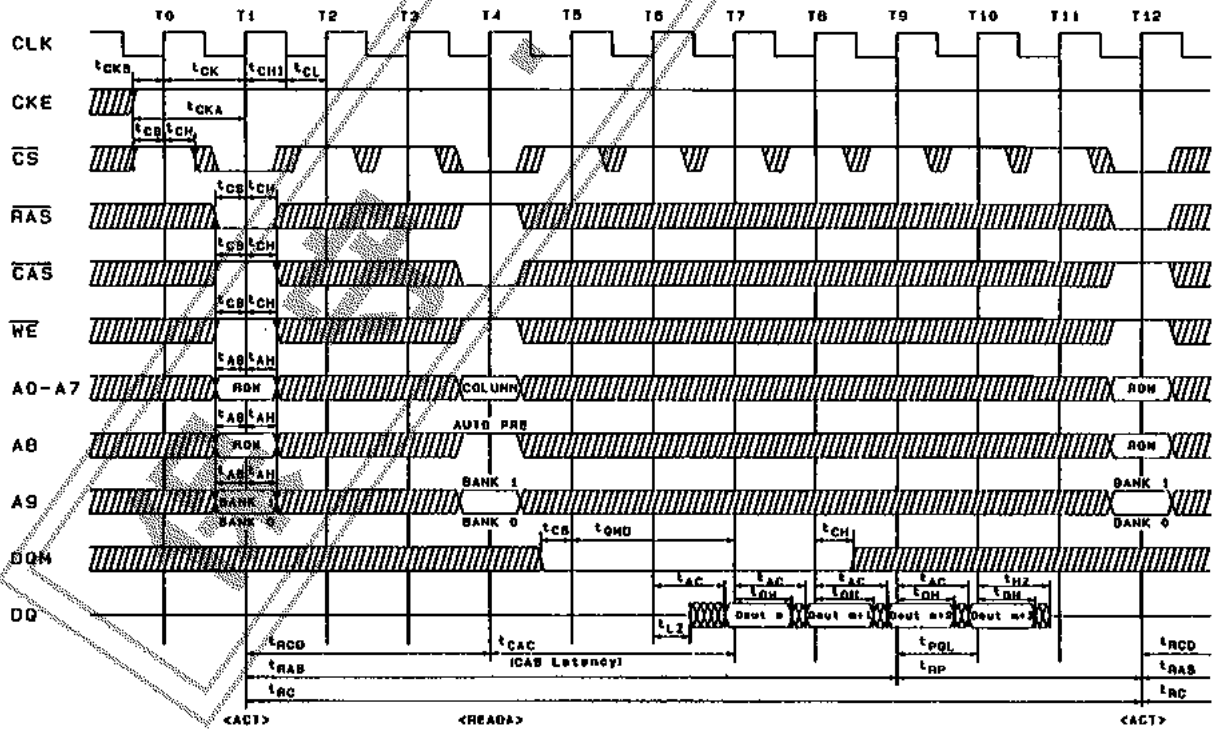 T0 T1 T2 T3 T4 T5 T6 T7 T8 T9 T10 T11 T12
CLK
tCKS tCK tCHI tCL
CKE
tCKA
tCS tCH
CS
tCS tCH
RAS
tCS tCH
CAS
tCS tCH
WE
tAS tAH
A0-A7 ROW COLUMN ROW
tAS tAH AUTO PRE
A8 ROW ROW
tAS tAH BANK 1 BANK 1
A9 BANK
BANK 0 BANK 0 BANK 0
tCS tQMD tCH
DQM
tAC tAC tAC tAC tHZ
tOH tOH tOH tOH
DQ Dout m Dout m+1 Dout m+2 Dout m+3
tLZ
tRCD tCAC tPQL tRCD
(CAS Latency)
tRAS tRP tRAS
tRC tRC
<ACT> <READA> <ACT>